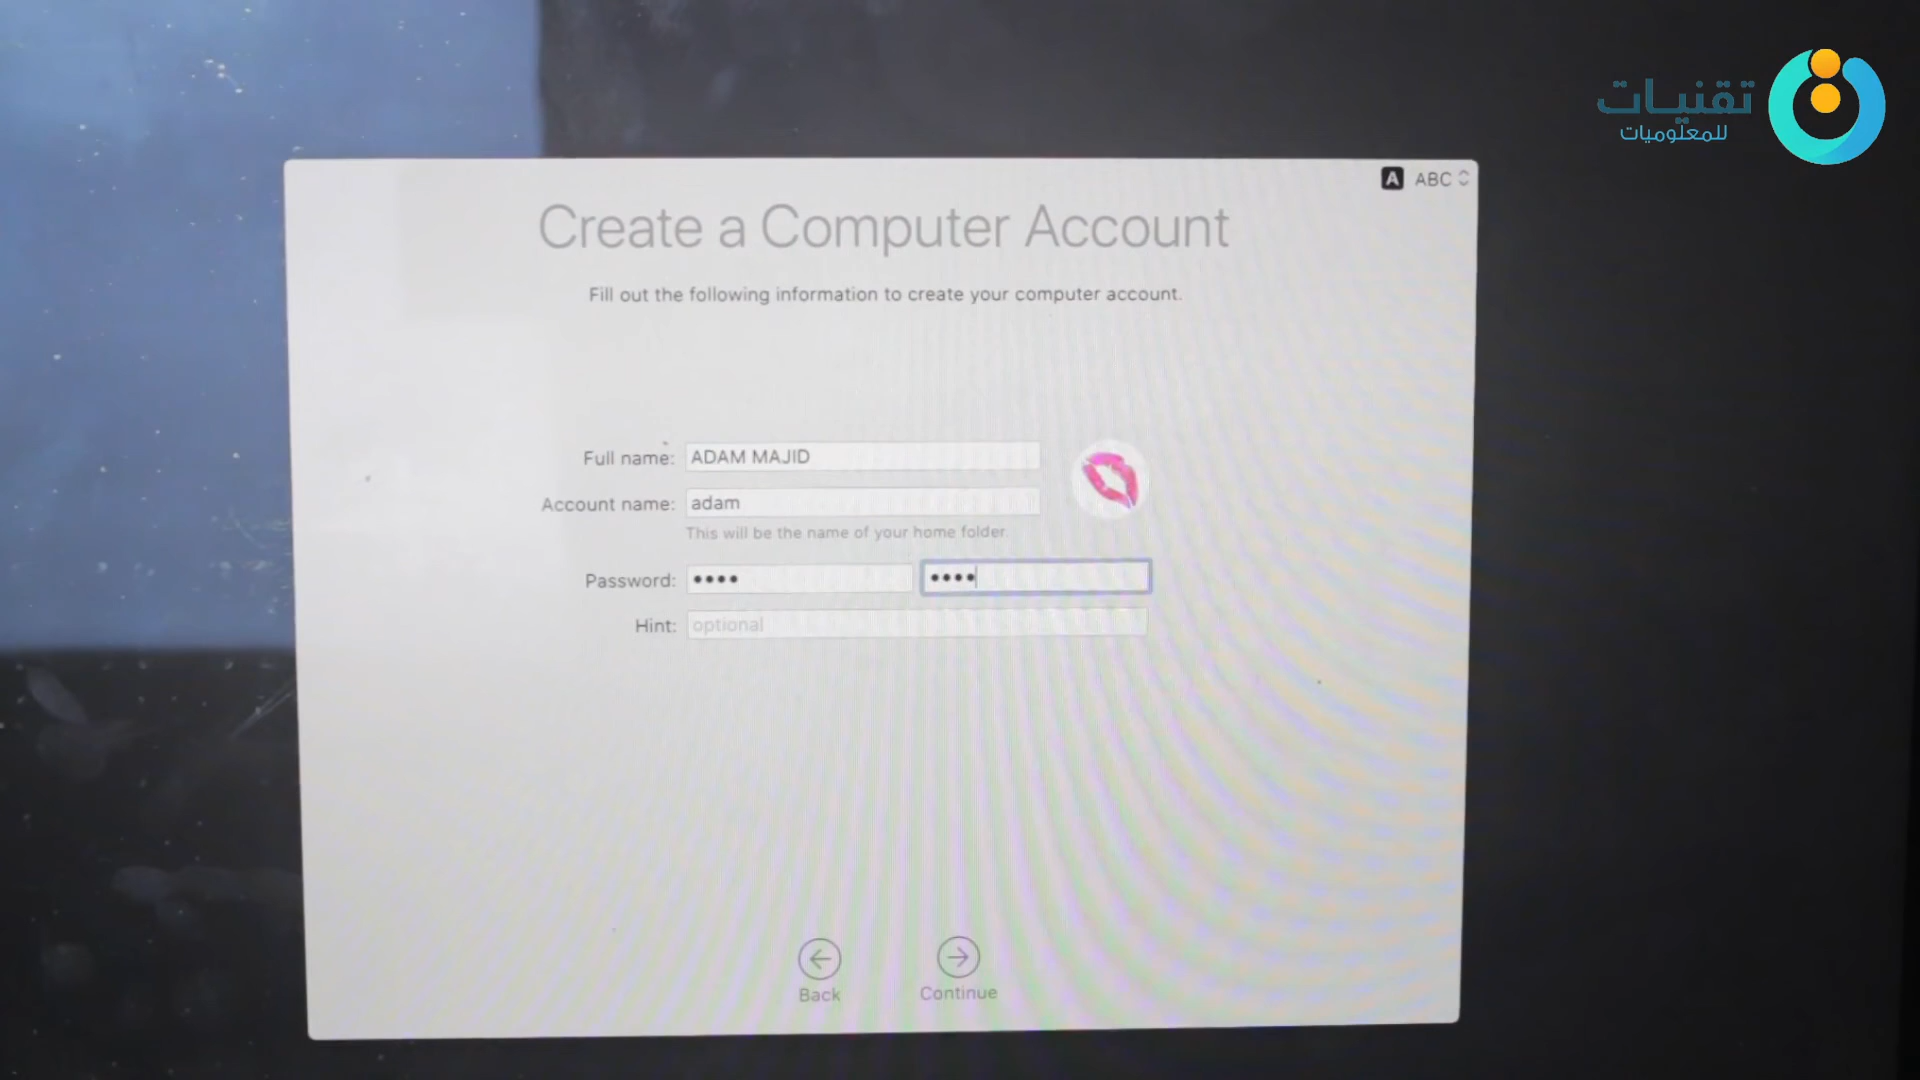 تقنيات
للمعلوميات
A ABC
Create a Computer Account
Fill out the following information to create your computer account.
Full name: ADAM MAJID
Account name: adam
This will be the name of your home folder.
Password: •••• ••••
Hint: optional
Back Continue